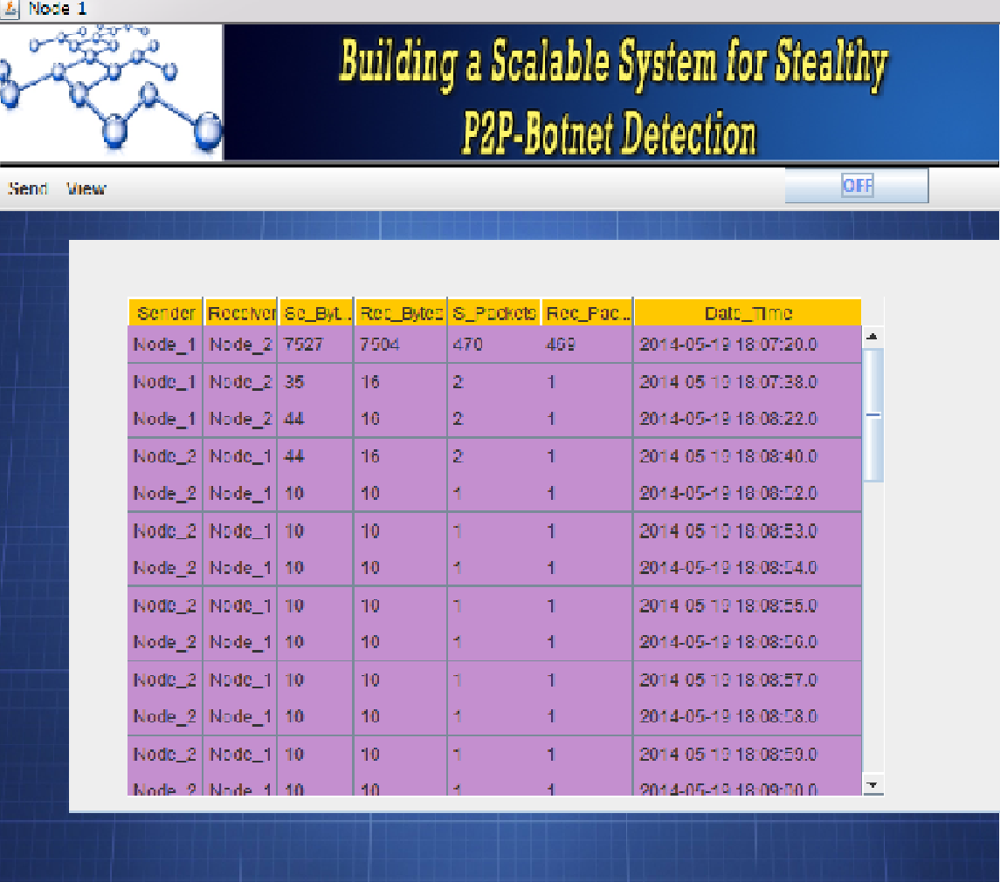 Node 1
Building a Scalable System for Stealthy
P2P-Botnet Detection
Send View OFF
Sender Receiver Se_Byt... Rec_Bytes S_Packets Rec_Pac... Date_Time
Node_1 Node_2 7527 7504 470 469 2014-05-19 18:07:20.0
Node_1 Node_2 35 16 2 1 2014-05-19 18:07:38.0
Node_1 Node_2 44 16 2 1 2014-05-19 18:08:22.0
Node_2 Node_1 44 16 2 1 2014-05-19 18:08:40.0
Node_2 Node_1 10 10 1 1 2014-05-19 18:08:52.0
Node_2 Node_1 10 10 1 1 2014-05-19 18:08:53.0
Node_2 Node_1 10 10 1 1 2014-05-19 18:08:54.0
Node_2 Node_1 10 10 1 1 2014-05-19 18:08:55.0
Node_2 Node_1 10 10 1 1 2014-05-19 18:08:56.0
Node_2 Node_1 10 10 1 1 2014-05-19 18:08:57.0
Node_2 Node_1 10 10 1 1 2014-05-19 18:08:58.0
Node_2 Node_1 10 10 1 1 2014-05-19 18:08:59.0
Node_2 Node_1 10 10 1 1 2014-05-19 18:09:00.0